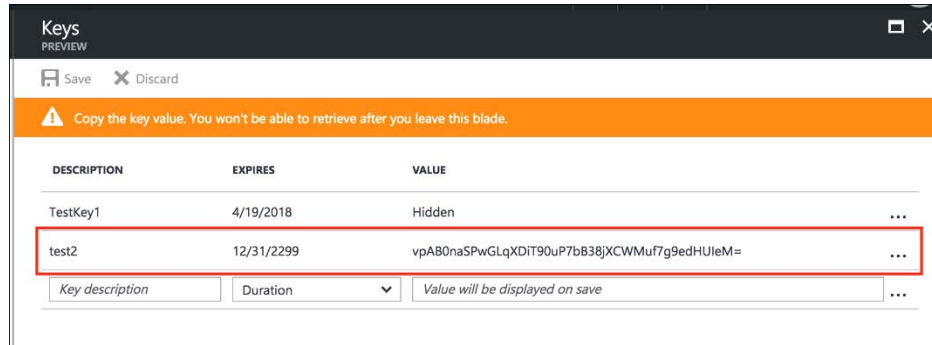 Keys
PREVIEW
Save Discard
Copy the key value. You won't be able to retrieve after you leave this blade.
DESCRIPTION EXPIRES VALUE
TestKey1 4/19/2018 Hidden ...
test2 12/31/2299 vpAB0naSPwGLqXDiT90uP7bB38jXCWMuf7g9edHUIeM= ...
Key description Duration Value will be displayed on save ...